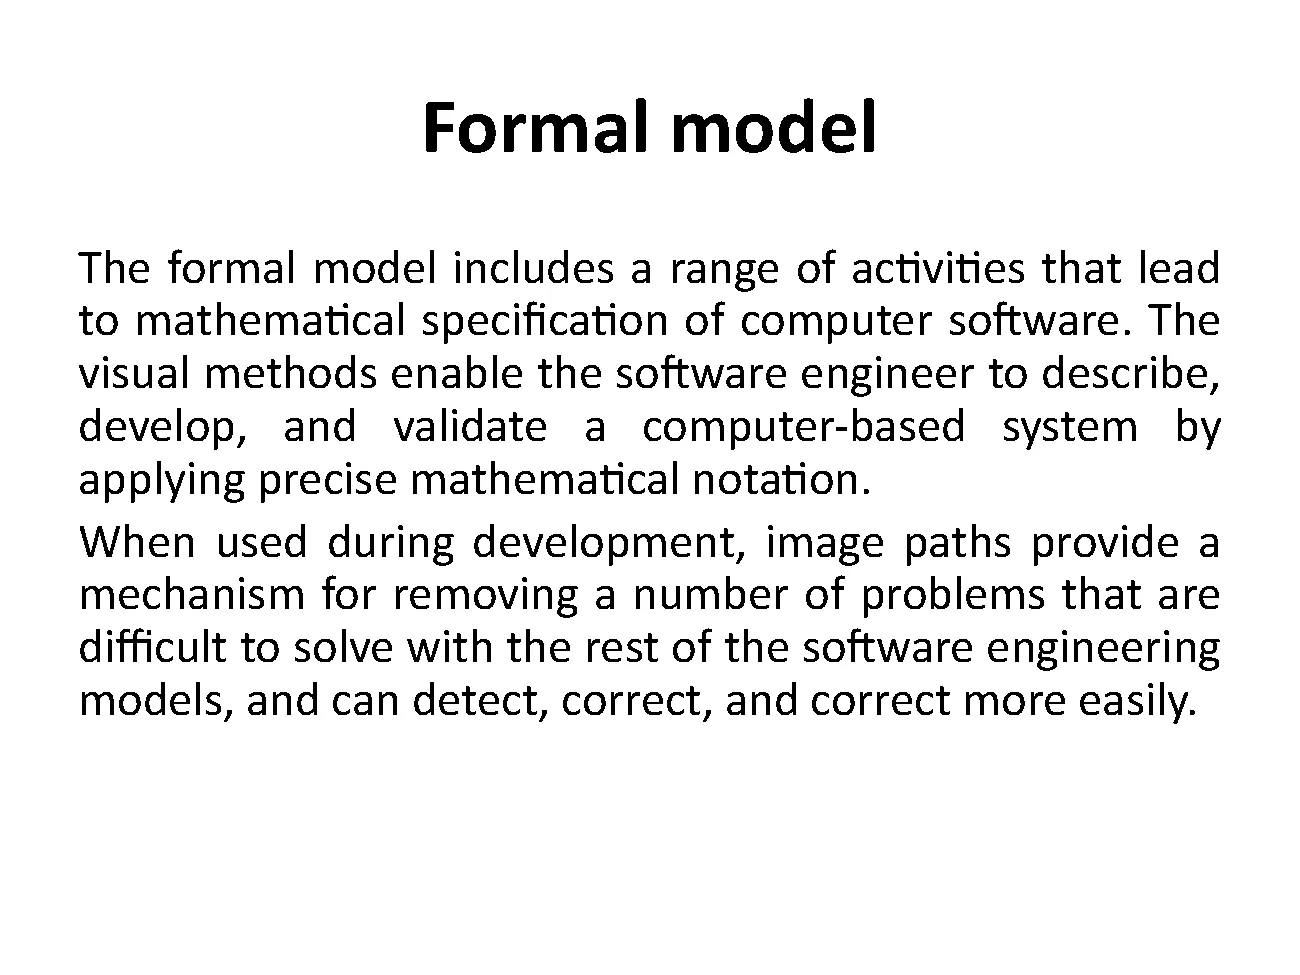 Formal model
The formal model includes a range of activities that lead
to mathematical specification of computer software. The
visual methods enable the software engineer to describe,
develop, and validate a computer-based system by
applying precise mathematical notation.
When used during development, image paths provide a
mechanism for removing a number of problems that are
difficult to solve with the rest of the software engineering
models, and can detect, correct, and correct more easily.